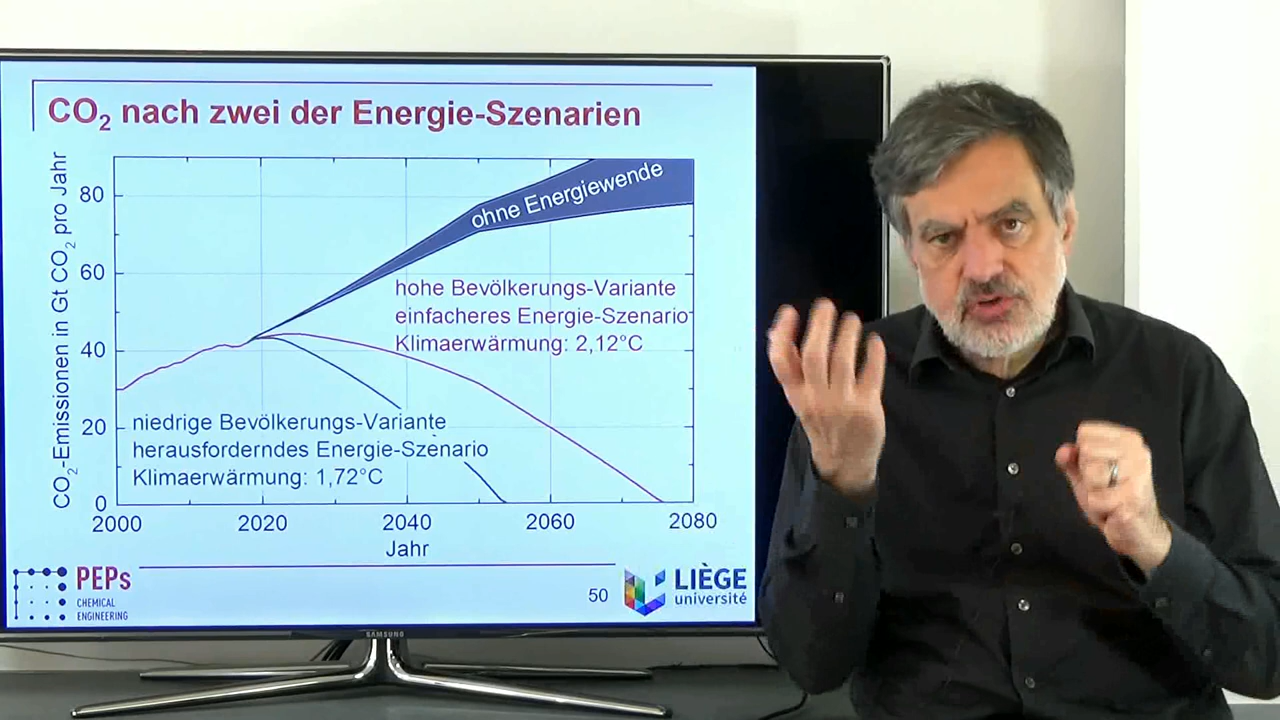 CO₂ nach zwei der Energie-Szenarien
CO₂-Emissionen in Gt CO₂ pro Jahr
80
60
40
20
0
ohne Energiewende
hohe Bevölkerungs-Variante
einfacheres Energie-Szenario
Klimaerwärmung: 2,12°C
niedrige Bevölkerungs-Variante
herausforderndes Energie-Szenario
Klimaerwärmung: 1,72°C
2000 2020 2040 2060 2080
Jahr
PEPs
CHEMICAL
ENGINEERING
50
LIÈGE
université
SAMSUNG